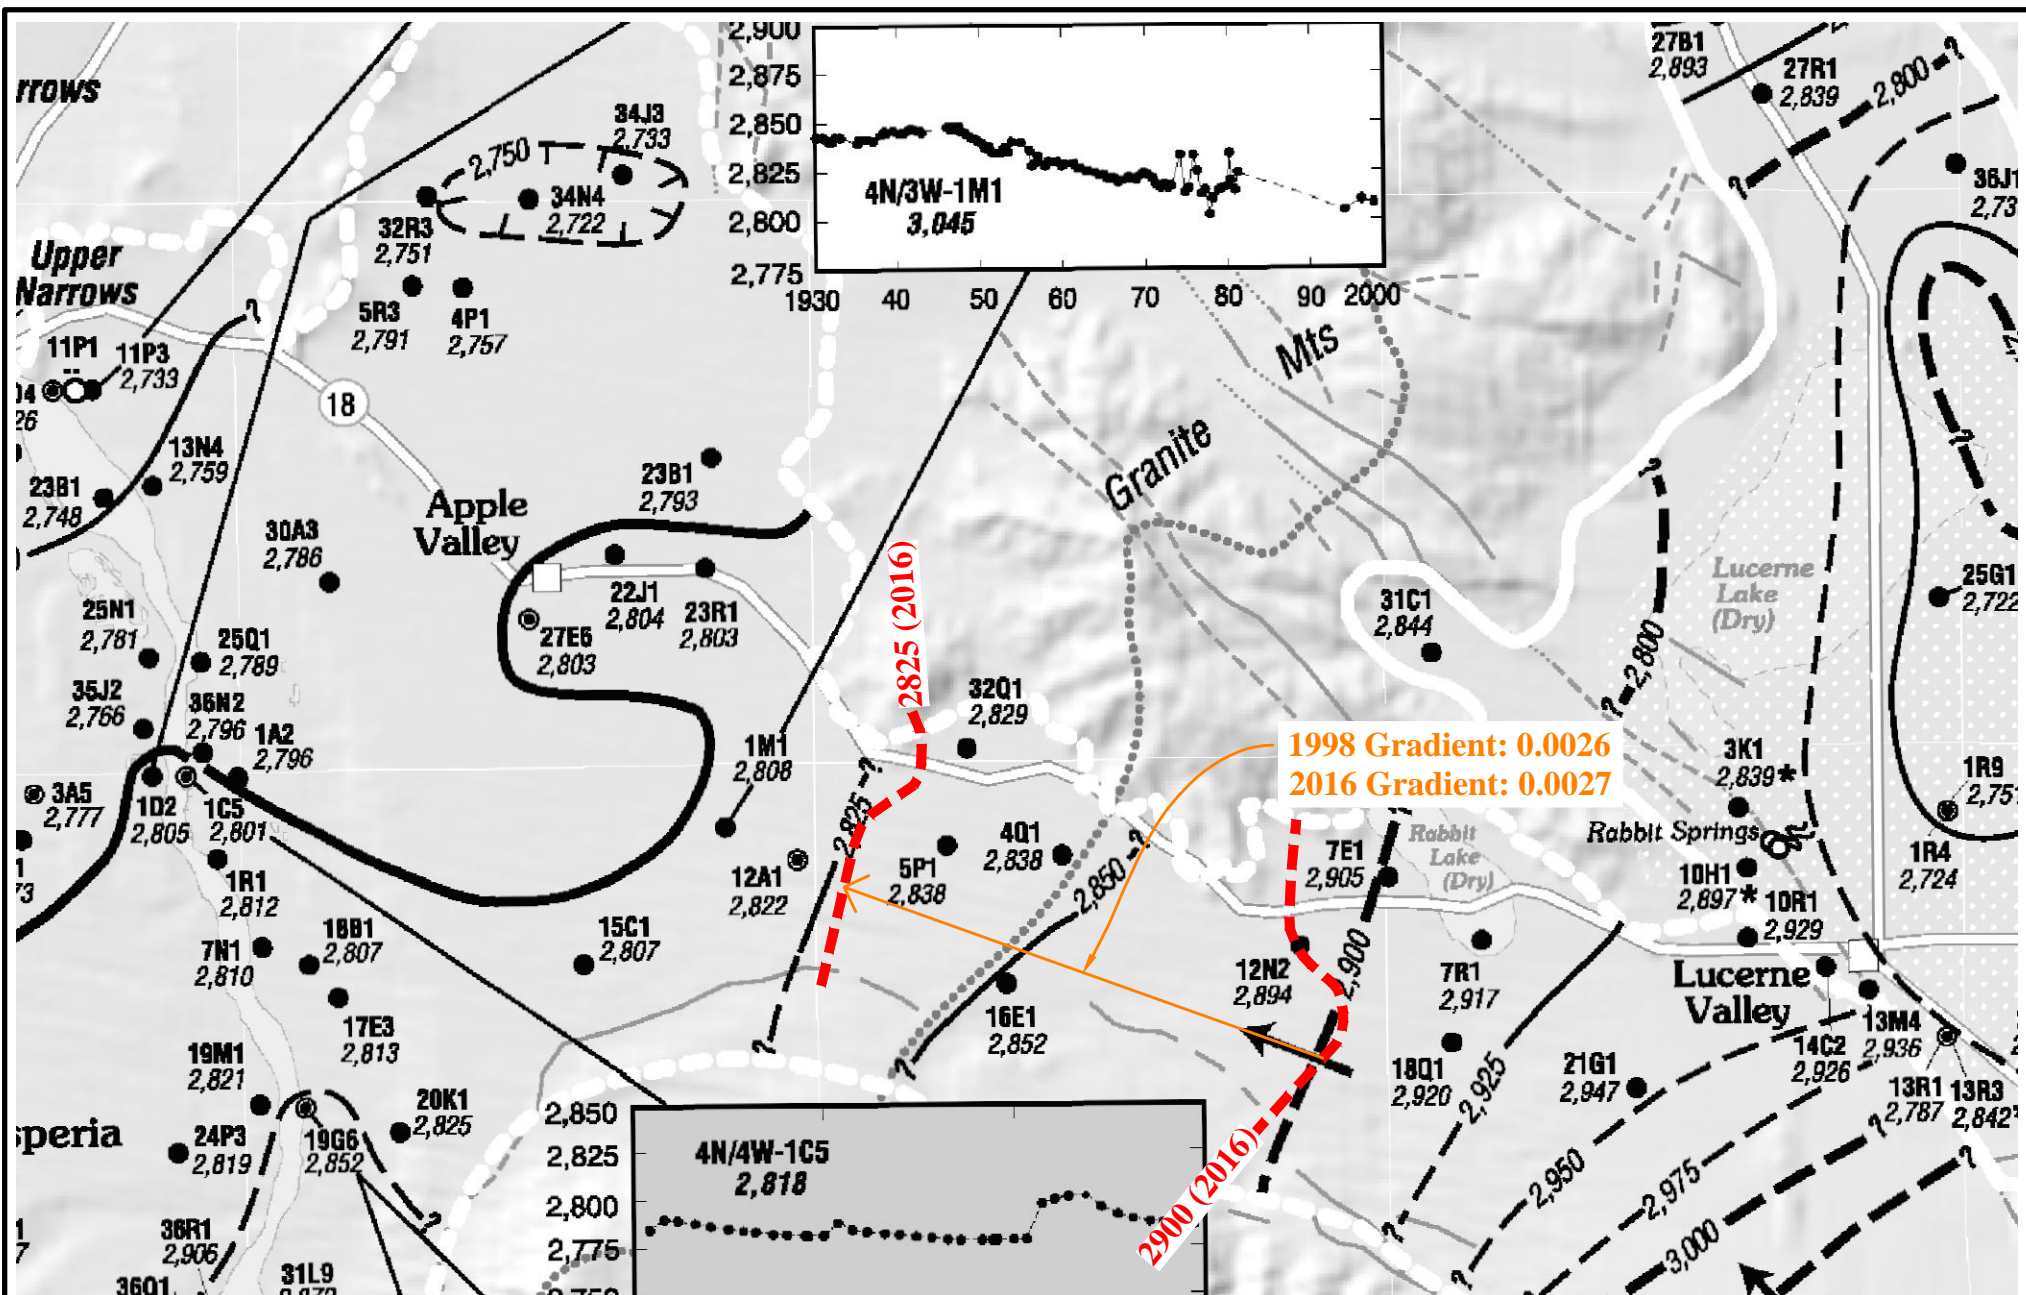 rrows
Upper
Narrows
11P1
11P3
2,733
04
26
2,750
34J3
2,733
34N4
2,722
32R3
2,751
5R3
2,791
4P1
2,757
18
2,900
2,875
2,850
2,825
2,800
2,775
4N/3W-1M1
3,045
1930
40
50
60
70
80
90
2000
27B1
2,893
27R1
2,839
2,800
?
?
36J1
2,73
?
13N4
2,759
23B1
2,748
30A3
2,786
Apple
Valley
23B1
2,793
22J1
2,804
23R1
2,803
27E6
2,803
Granite
Mts
?
31C1
2,844
2,800
?
Lucerne
Lake
(Dry)
?
25G1
2,722
25N1
2,781
25Q1
2,789
35J2
2,766
36N2
2,796
1A2
2,796
3A5
2,777
1D2
2,805
1C5
2,801
1R1
2,812
73
2825 (2016)
32Q1
2,829
1M1
2,808
?
2,825
12A1
2,822
5P1
2,838
4Q1
2,838
?
2,850
1998 Gradient: 0.0026
2016 Gradient: 0.0027
?
7E1
2,905
Rabbit
Lake
(Dry)
3K1
2,839*
Rabbit Springs
10H1
2,897*
10R1
2,929
1R9
2,751
1R4
2,724
7N1
2,810
18B1
2,807
15C1
2,807
17E3
2,813
16E1
2,852
?
?
12N2
2,894
2,900
7R1
2,917
Lucerne
Valley
13M4
2,936
14C2
2,926
13R1
2,787
13R3
2,842*
19M1
2,821
20K1
2,825
24P3
2,819
19G6
2,852
speria
36R1
2,906
?
36Q1
31L9
18Q1
2,920
2,925
21G1
2,947
2,950
2,975
3,000
?
?
?
?
2,850
2,825
2,800
2,775
2,750
4N/4W-1C5
2,818
2900 (2016)